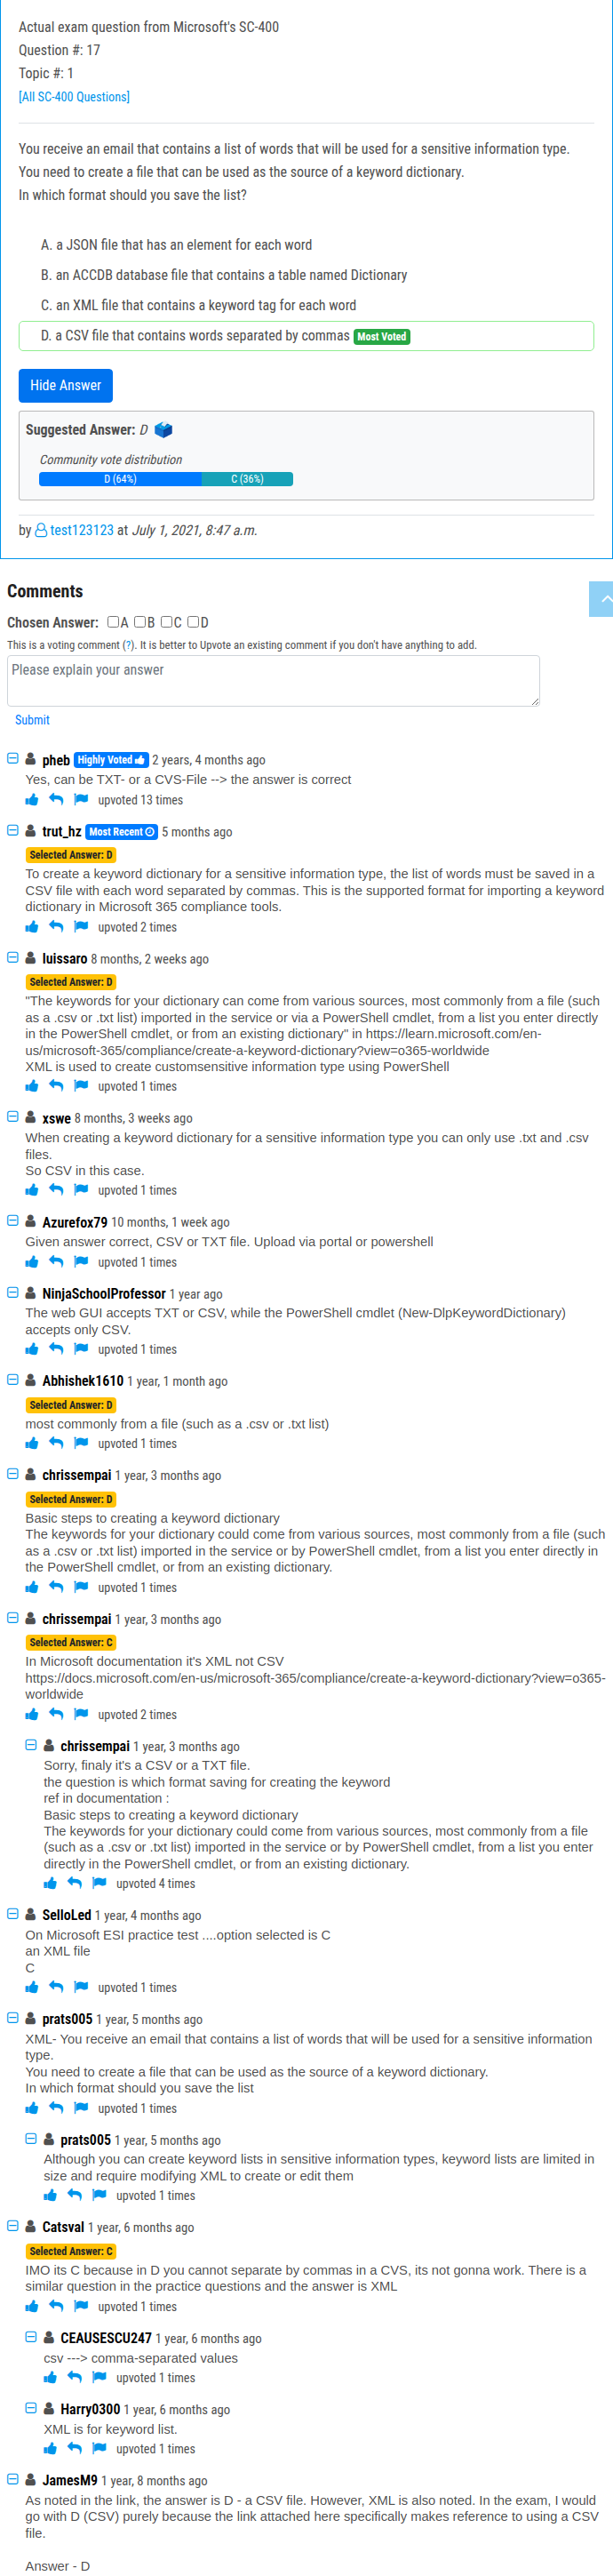 Actual exam question from Microsoft's SC-400
Question #: 17
Topic #: 1
[All SC-400 Questions]
You receive an email that contains a list of words that will be used for a sensitive information type.
You need to create a file that can be used as the source of a keyword dictionary.
In which format should you save the list?
A. a JSON file that has an element for each word
B. an ACCDB database file that contains a table named Dictionary
C. an XML file that contains a keyword tag for each word
D. a CSV file that contains words separated by commas Most Voted
Hide Answer
Suggested Answer: D
Community vote distribution
D (64%) C (36%)
by test123123 at July 1, 2021, 8:47 a.m.
Comments
Chosen Answer: A B C D
This is a voting comment (?). It is better to Upvote an existing comment if you don't have anything to add.
Please explain your answer
Submit
pheb Highly Voted 2 years, 4 months ago
Yes, can be TXT- or a CVS-File --> the answer is correct
upvoted 13 times
trut_hz Most Recent 5 months ago
Selected Answer: D
To create a keyword dictionary for a sensitive information type, the list of words must be saved in a
CSV file with each word separated by commas. This is the supported format for importing a keyword
dictionary in Microsoft 365 compliance tools.
upvoted 2 times
luissaro 8 months, 2 weeks ago
Selected Answer: D
"The keywords for your dictionary can come from various sources, most commonly from a file (such
as a .csv or .txt list) imported in the service or via a PowerShell cmdlet, from a list you enter directly
in the PowerShell cmdlet, or from an existing dictionary" in https://learn.microsoft.com/en-
us/microsoft-365/compliance/create-a-keyword-dictionary?view=o365-worldwide
XML is used to create customsensitive information type using PowerShell
upvoted 1 times
xswe 8 months, 3 weeks ago
When creating a keyword dictionary for a sensitive information type you can only use .txt and .csv
files.
So CSV in this case.
upvoted 1 times
Azurefox79 10 months, 1 week ago
Given answer correct, CSV or TXT file. Upload via portal or powershell
upvoted 1 times
NinjaSchoolProfessor 1 year ago
The web GUI accepts TXT or CSV, while the PowerShell cmdlet (New-DlpKeywordDictionary)
accepts only CSV.
upvoted 1 times
Abhishek1610 1 year, 1 month ago
Selected Answer: D
most commonly from a file (such as a .csv or .txt list)
upvoted 1 times
chrissempai 1 year, 3 months ago
Selected Answer: D
Basic steps to creating a keyword dictionary
The keywords for your dictionary could come from various sources, most commonly from a file (such
as a .csv or .txt list) imported in the service or by PowerShell cmdlet, from a list you enter directly in
the PowerShell cmdlet, or from an existing dictionary.
upvoted 1 times
chrissempai 1 year, 3 months ago
Selected Answer: C
In Microsoft documentation it's XML not CSV
https://docs.microsoft.com/en-us/microsoft-365/compliance/create-a-keyword-dictionary?view=o365-
worldwide
upvoted 2 times
chrissempai 1 year, 3 months ago
Sorry, finaly it's a CSV or a TXT file.
the question is which format saving for creating the keyword
ref in documentation :
Basic steps to creating a keyword dictionary
The keywords for your dictionary could come from various sources, most commonly from a file
(such as a .csv or .txt list) imported in the service or by PowerShell cmdlet, from a list you enter
directly in the PowerShell cmdlet, or from an existing dictionary.
upvoted 4 times
SelloLed 1 year, 4 months ago
On Microsoft ESI practice test ....option selected is C
an XML file
C
upvoted 1 times
prats005 1 year, 5 months ago
XML- You receive an email that contains a list of words that will be used for a sensitive information
type.
You need to create a file that can be used as the source of a keyword dictionary.
In which format should you save the list
upvoted 1 times
prats005 1 year, 5 months ago
Although you can create keyword lists in sensitive information types, keyword lists are limited in
size and require modifying XML to create or edit them
upvoted 1 times
Catsval 1 year, 6 months ago
Selected Answer: C
IMO its C because in D you cannot separate by commas in a CVS, its not gonna work. There is a
similar question in the practice questions and the answer is XML
upvoted 1 times
CEAUSESCU247 1 year, 6 months ago
csv ---> comma-separated values
upvoted 1 times
Harry0300 1 year, 6 months ago
XML is for keyword list.
upvoted 1 times
JamesM9 1 year, 8 months ago
As noted in the link, the answer is D - a CSV file. However, XML is also noted. In the exam, I would
go with D (CSV) purely because the link attached here specifically makes reference to using a CSV
file.
Answer - D